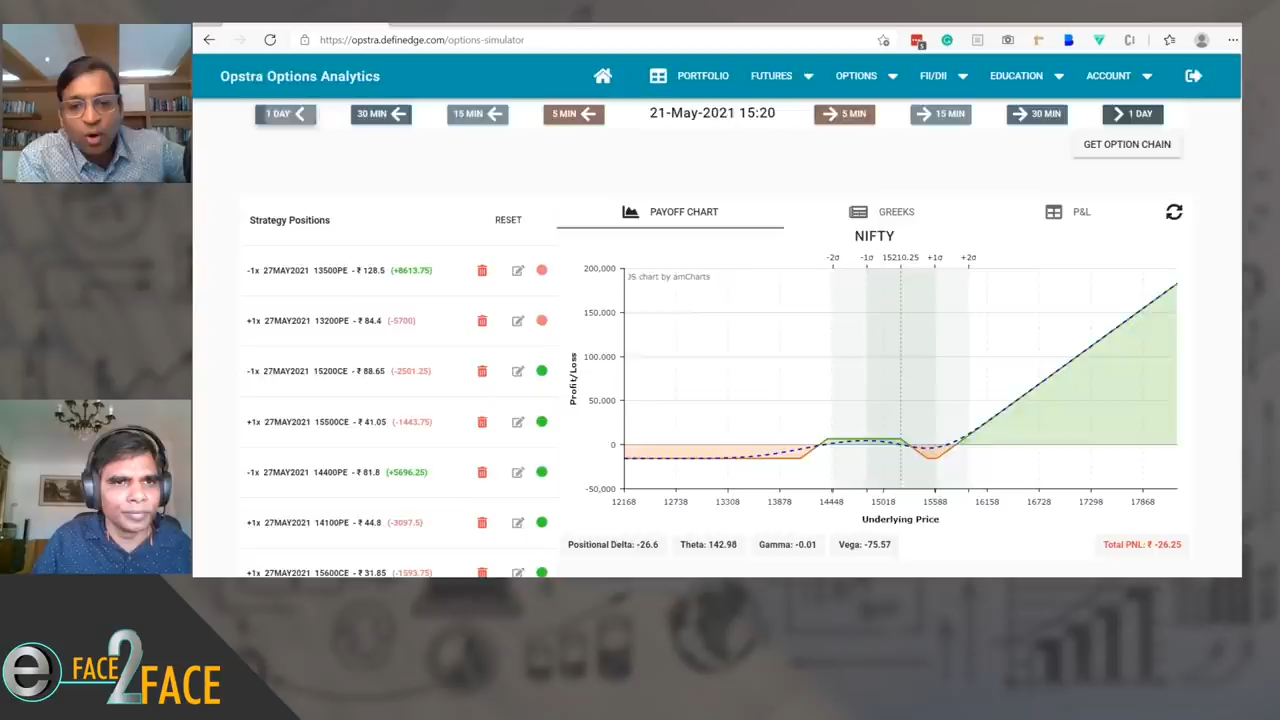 https://opstra.definedge.com/options-simulator
Opstra Options Analytics
PORTFOLIO
FUTURES
OPTIONS
FII/DII
EDUCATION
ACCOUNT
1 DAY
30 MIN
15 MIN
5 MIN
21-May-2021 15:20
5 MIN
15 MIN
30 MIN
1 DAY
GET OPTION CHAIN
Strategy Positions
RESET
-1x 27MAY2021 13500PE - ₹ 128.5 (+8613.75)
+1x 27MAY2021 13200PE - ₹ 84.4 (-5700)
-1x 27MAY2021 15200CE - ₹ 88.65 (-2501.25)
+1x 27MAY2021 15500CE - ₹ 41.05 (-1443.75)
-1x 27MAY2021 14400PE - ₹ 81.8 (+5696.25)
+1x 27MAY2021 14100PE - ₹ 44.8 (-3097.5)
+1x 27MAY2021 15600CE - ₹ 31.85 (-1593.75)
PAYOFF CHART
GREEKS
P&L
NIFTY
-2σ
-1σ
15210.25
+1σ
+2σ
JS chart by amCharts
200,000
150,000
100,000
50,000
0
-50,000
Profit/Loss
12168
12738
13308
13878
14448
15018
15588
16158
16728
17298
17868
Underlying Price
Positional Delta: -26.6
Theta: 142.98
Gamma: -0.01
Vega: -75.57
Total PNL: ₹ -26.25
e FACE
2
FACE